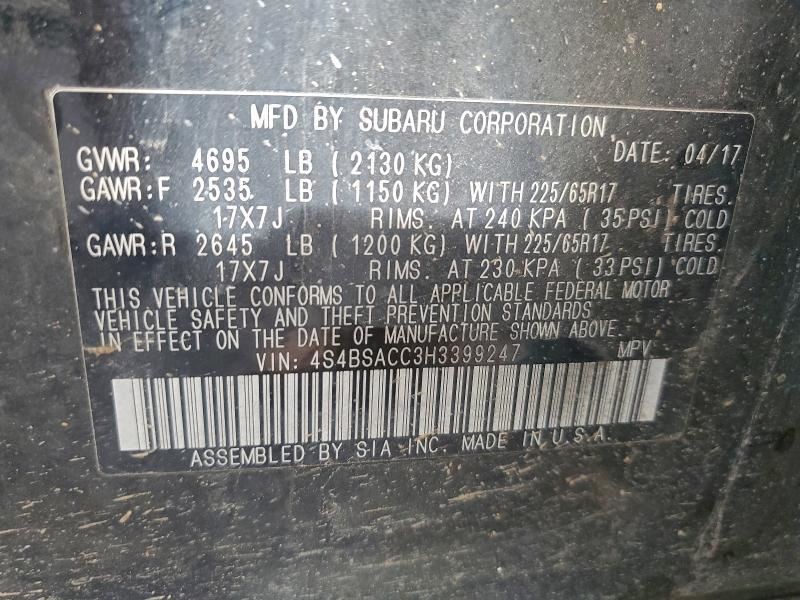 MFD BY SUBARU CORPORATION
GVWR: 4695 LB ( 2130 KG) DATE: 04/17
GAWR:F 2535 LB ( 1150 KG) WITH 225/65R17 TIRES.
17X7J RIMS. AT 240 KPA ( 35 PSI) COLD
GAWR:R 2645 LB ( 1200 KG) WITH 225/65R17 TIRES.
17X7J RIMS. AT 230 KPA ( 33 PSI) COLD
THIS VEHICLE CONFORMS TO ALL APPLICABLE FEDERAL MOTOR
VEHICLE SAFETY AND THEFT PREVENTION STANDARDS
IN EFFECT ON THE DATE OF MANUFACTURE SHOWN ABOVE.
VIN: 4S4BSACC3H3399247 MPV
ASSEMBLED BY SIA INC. MADE IN U.S.A.